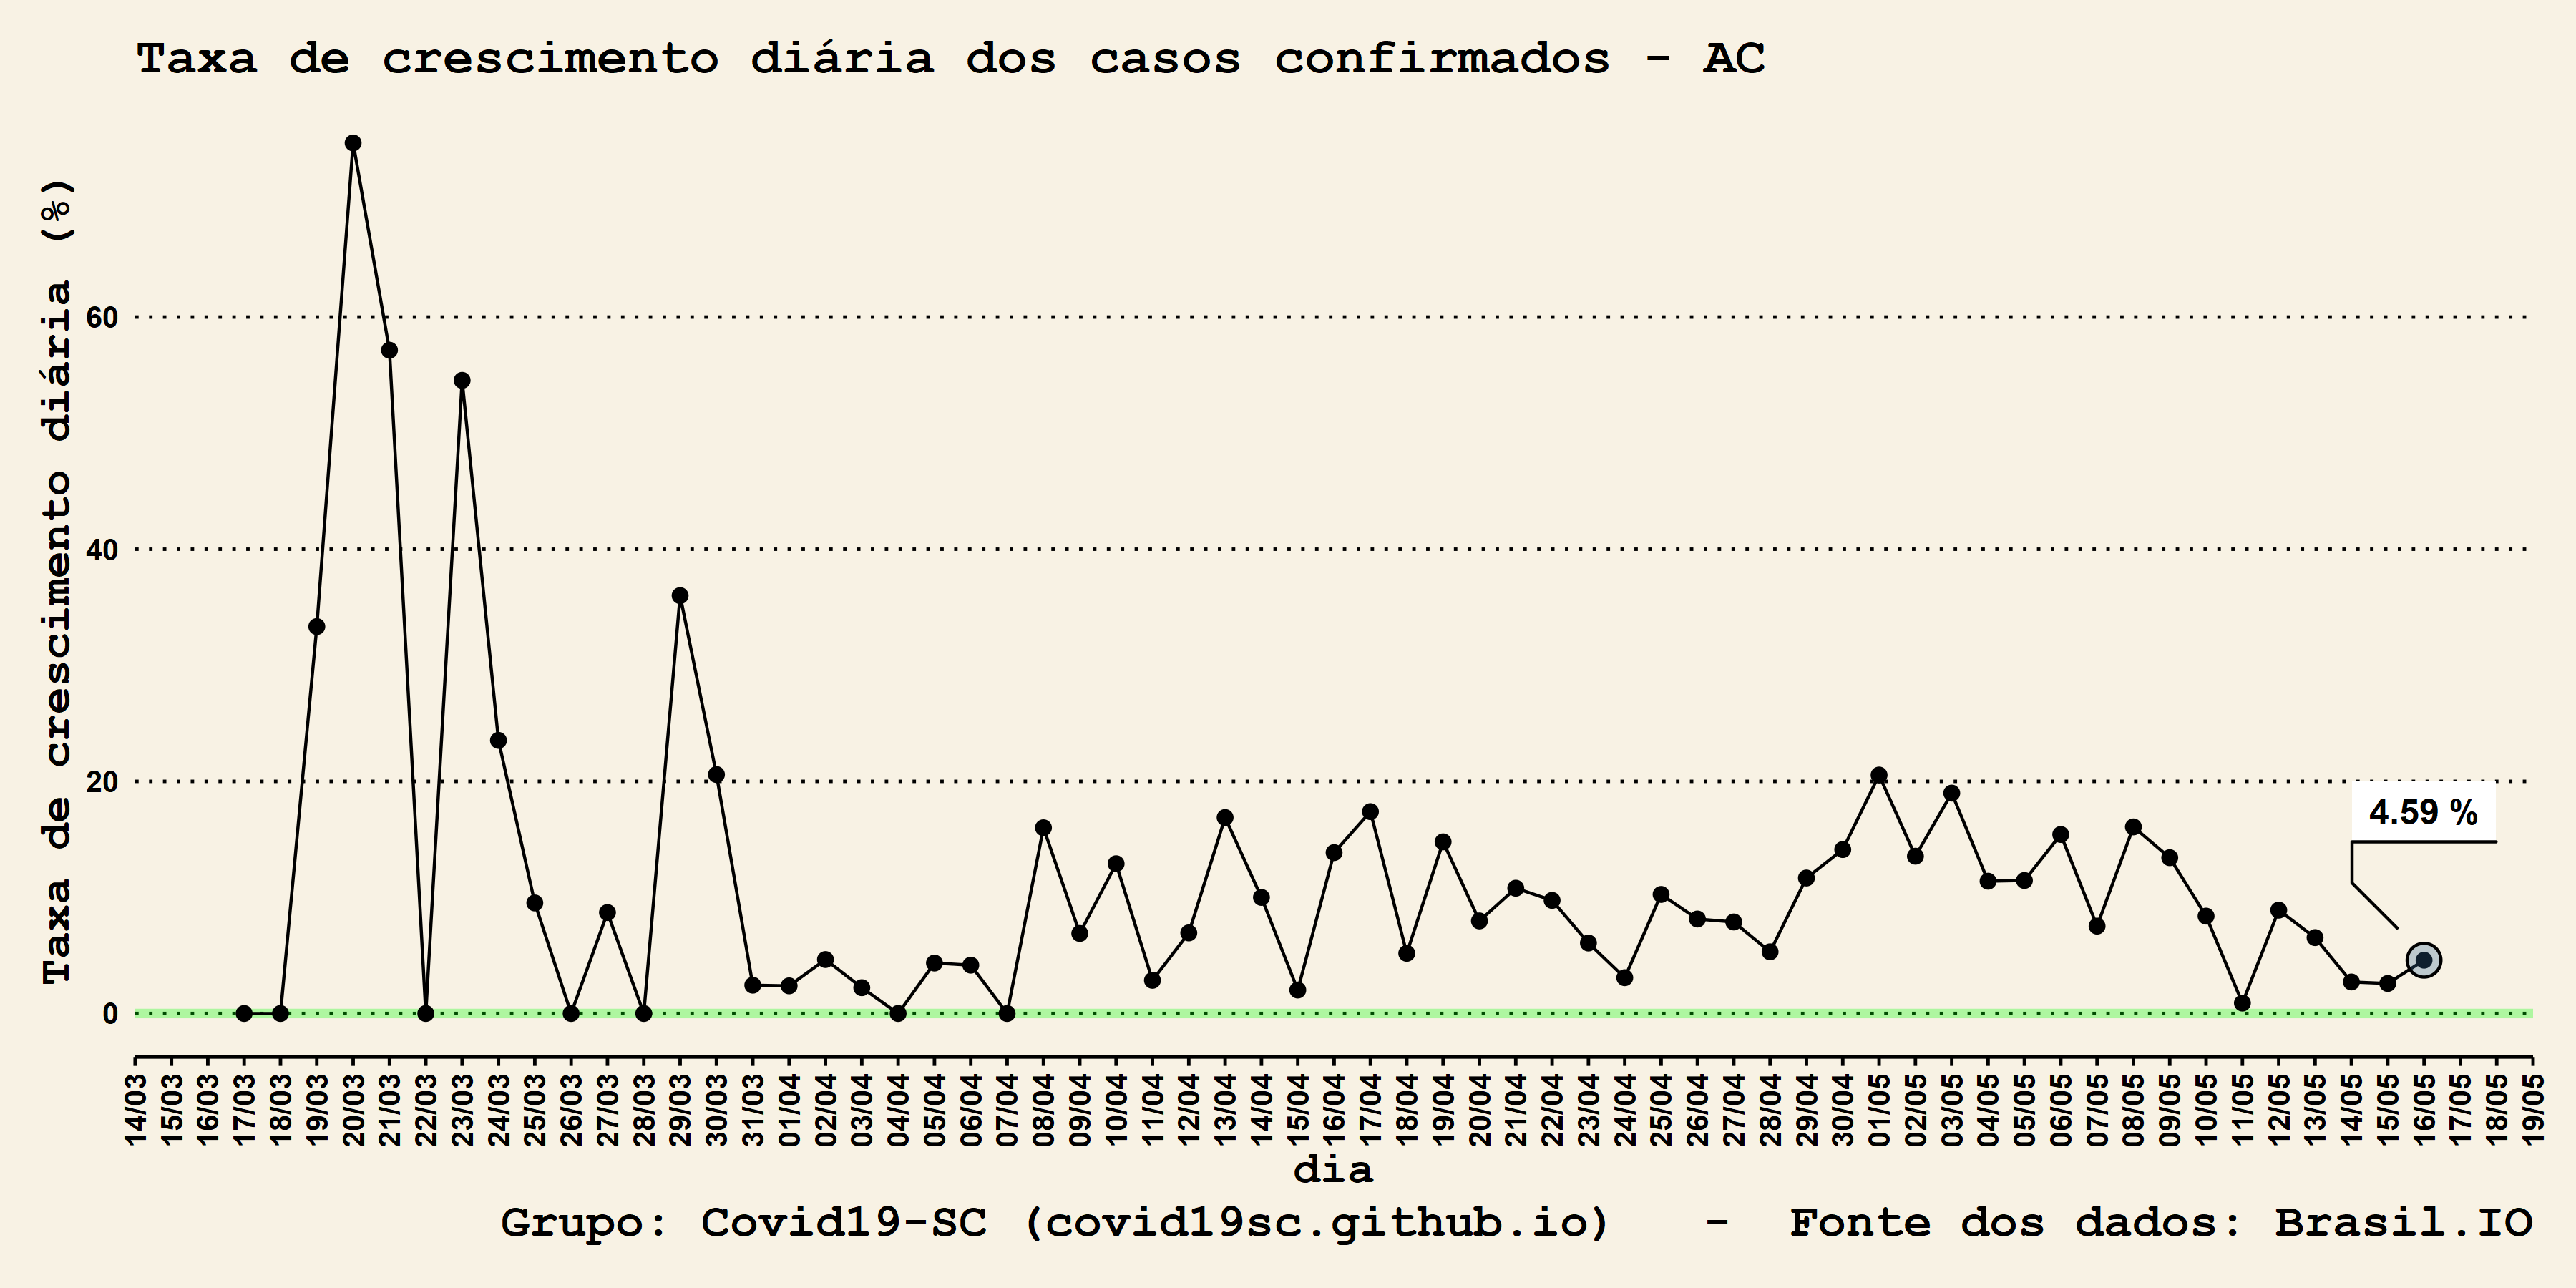 Taxa de crescimento diária dos casos confirmados - AC
Taxa de crescimento diária (%)
60
40
20
0
4.59 %
14/03 15/03 16/03 17/03 18/03 19/03 20/03 21/03 22/03 23/03 24/03 25/03 26/03 27/03 28/03 29/03 30/03 31/03 01/04 02/04 03/04 04/04 05/04 06/04 07/04 08/04 09/04 10/04 11/04 12/04 13/04 14/04 15/04 16/04 17/04 18/04 19/04 20/04 21/04 22/04 23/04 24/04 25/04 26/04 27/04 28/04 29/04 30/04 01/05 02/05 03/05 04/05 05/05 06/05 07/05 08/05 09/05 10/05 11/05 12/05 13/05 14/05 15/05 16/05 17/05 18/05 19/05
dia
Grupo: Covid19-SC (covid19sc.github.io) - Fonte dos dados: Brasil.IO